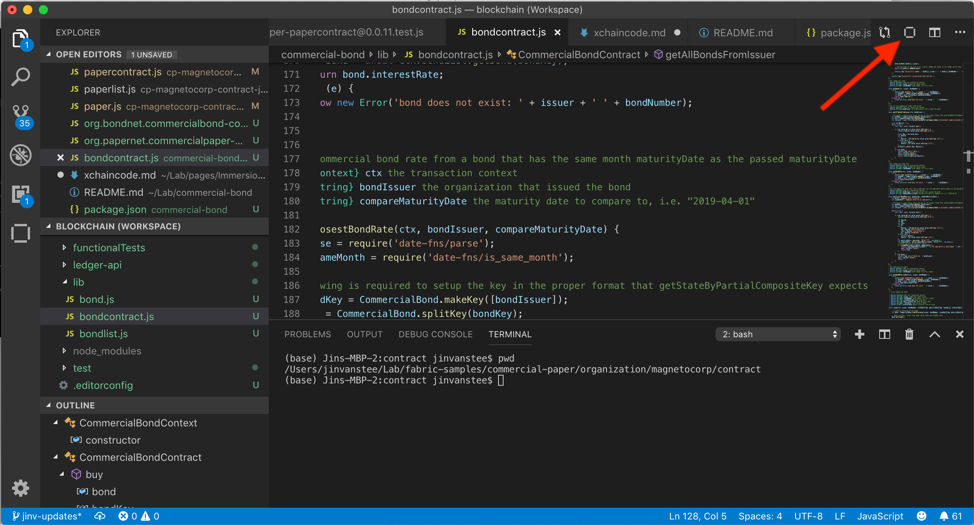 bondcontract.js — blockchain (Workspace)
EXPLORER
per-papercontract@0.0.11.test.js
JS bondcontract.js
xchaincode.md
README.md
{} package.js
1
OPEN EDITORS 1 UNSAVED
commercial-bond lib JS bondcontract.js CommercialBondContract getAllBondsFromIssuer
JS papercontract.js cp-magnetocor... M
JS paperlist.js cp-magnetocorp-contract-j...
JS paper.js cp-magnetocorp-contrac... M
JS org.bondnet.commercialbond-co... U
JS org.papernet.commercialpaper-... U
JS bondcontract.js commercial-bond... U
xchaincode.md ~/Lab/pages/Immersio...
README.md ~/Lab/commercial-bond
{} package.json commercial-bond U
35
1
BLOCKCHAIN (WORKSPACE)
functionalTests
ledger-api
lib
JS bond.js U
JS bondcontract.js U
JS bondlist.js U
node_modules
test
.editorconfig U
OUTLINE
CommercialBondContext
constructor
CommercialBondContract
buy
bond
bondKey
171 urn bond.interestRate;
172 (e) {
173 ow new Error('bond does not exist: ' + issuer + ' ' + bondNumber);
174
175
176
177 ommercial bond rate from a bond that has the same month maturityDate as the passed maturityDate
178 ontext} ctx the transaction context
179 tring} bondIssuer the organization that issued the bond
180 tring} compareMaturityDate the maturity date to compare to, i.e. "2019-04-01"
181
182 osestBondRate(ctx, bondIssuer, compareMaturityDate) {
183 se = require('date-fns/parse');
184 ameMonth = require('date-fns/is_same_month');
185
186 wing is required to setup the key in the proper format that getStateByPartialCompositeKey expects
187 dKey = CommercialBond.makeKey([bondIssuer]);
188 = CommercialBond.splitKey(bondKey);
PROBLEMS OUTPUT DEBUG CONSOLE TERMINAL 2: bash
(base) Jins-MBP-2:contract jinvanstee$ pwd
/Users/jinvanstee/Lab/fabric-samples/commercial-paper/organization/magnetocorp/contract
(base) Jins-MBP-2:contract jinvanstee$
jinv-updates* 0 0 Ln 128, Col 5 Spaces: 4 UTF-8 LF JavaScript 61